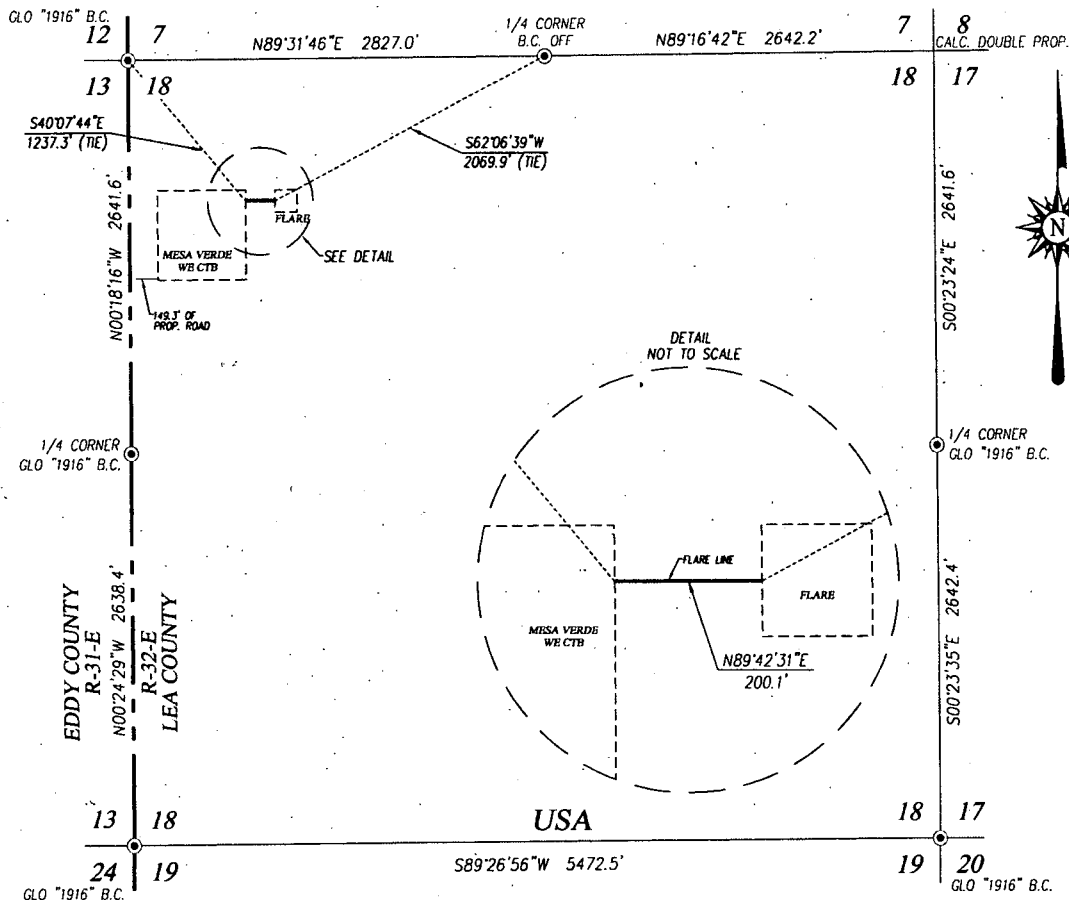 GLO "1916" B.C.
12 7
N89°31'46"E 2827.0'
1/4 CORNER
B.C. OFF
N89°16'42"E 2642.2'
7 8
CALC. DOUBLE PROP.
13 18
18 17
S40°07'44"E
1237.3' (TIE)
S62°06'39"W
2069.9' (TIE)
N00°18'16"W 2641.6'
S00°23'24"E 2641.6'
N
FLARE
MESA VERDE
WE CTB
SEE DETAIL
149.3' OF
PROP. ROAD
DETAIL
NOT TO SCALE
1/4 CORNER
GLO "1916" B.C.
1/4 CORNER
GLO "1916" B.C.
FLARE LINE
FLARE
MESA VERDE
WE CTB
N89°42'31"E
200.1'
EDDY COUNTY
R-31-E
N00°24'29"W 2638.4'
R-32-E
LEA COUNTY
S00°23'35"E 2642.4'
13 18
USA
18 17
24 19
S89°26'56"W 5472.5'
19 20
GLO "1916" B.C.
GLO "1916" B.C.